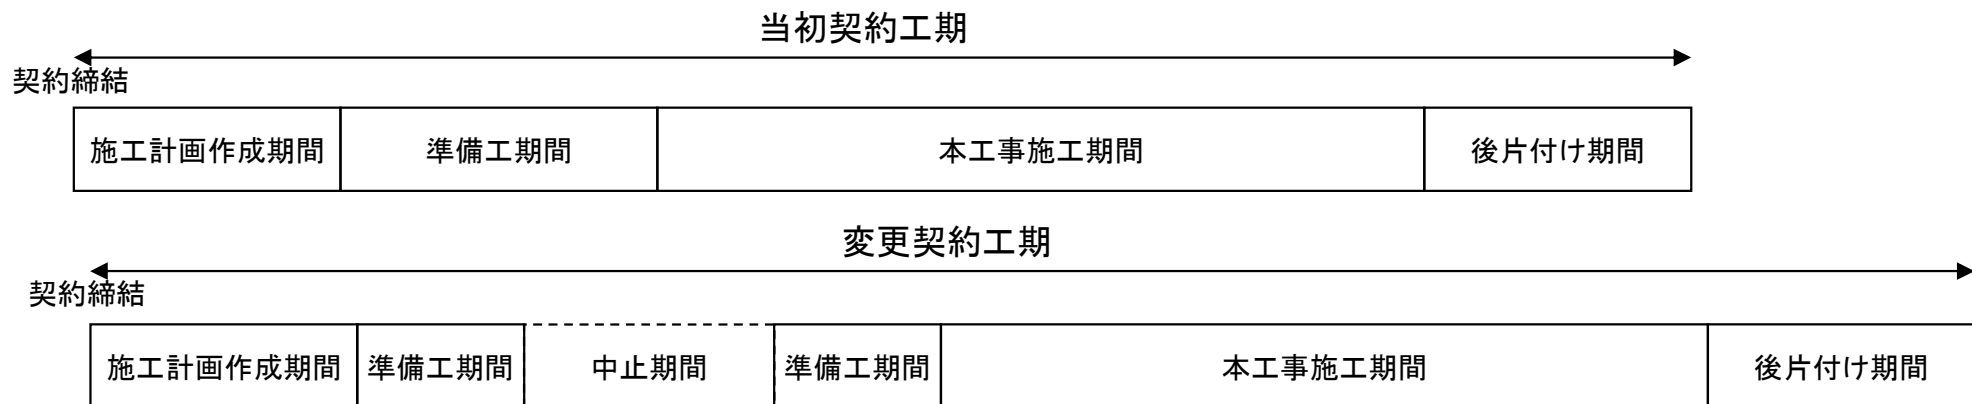 当初契約工期
契約締結
施工計画作成期間 準備工期間 本工事施工期間 後片付け期間
変更契約工期
契約締結
施工計画作成期間 準備工期間 中止期間 準備工期間 本工事施工期間 後片付け期間